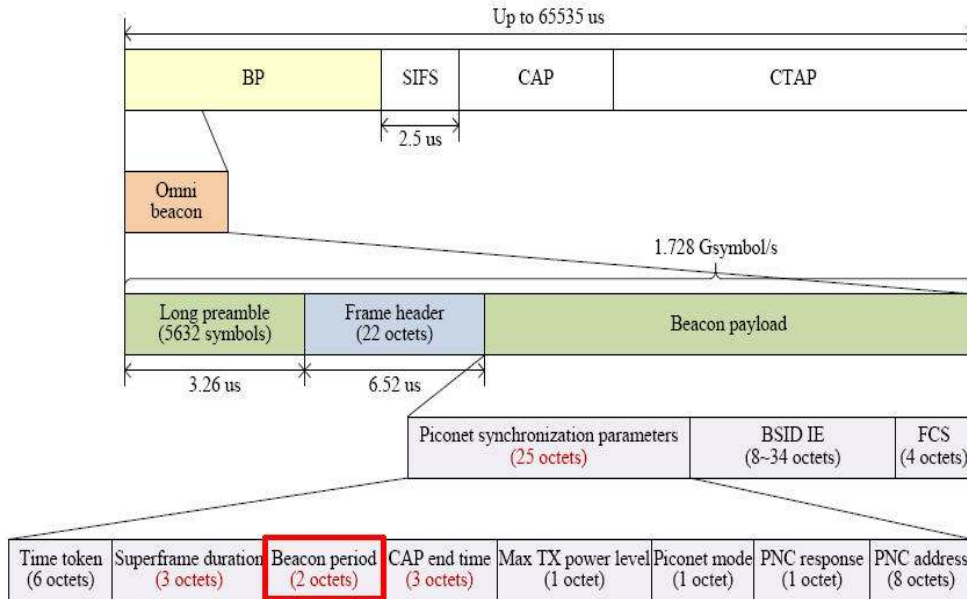 Up to 65535 us
BP
SIFS
CAP
CTAP
2.5 us
Omni
beacon
1.728 Gsymbol/s
Long preamble
(5632 symbols)
Frame header
(22 octets)
Beacon payload
3.26 us
6.52 us
Piconet synchronization parameters
(25 octets)
BSID IE
(8~34 octets)
FCS
(4 octets)
Time token
(6 octets)
Superframe duration
(3 octets)
Beacon period
(2 octets)
CAP end time
(3 octets)
Max TX power level
(1 octet)
Piconet mode
(1 octet)
PNC response
(1 octet)
PNC address
(8 octets)